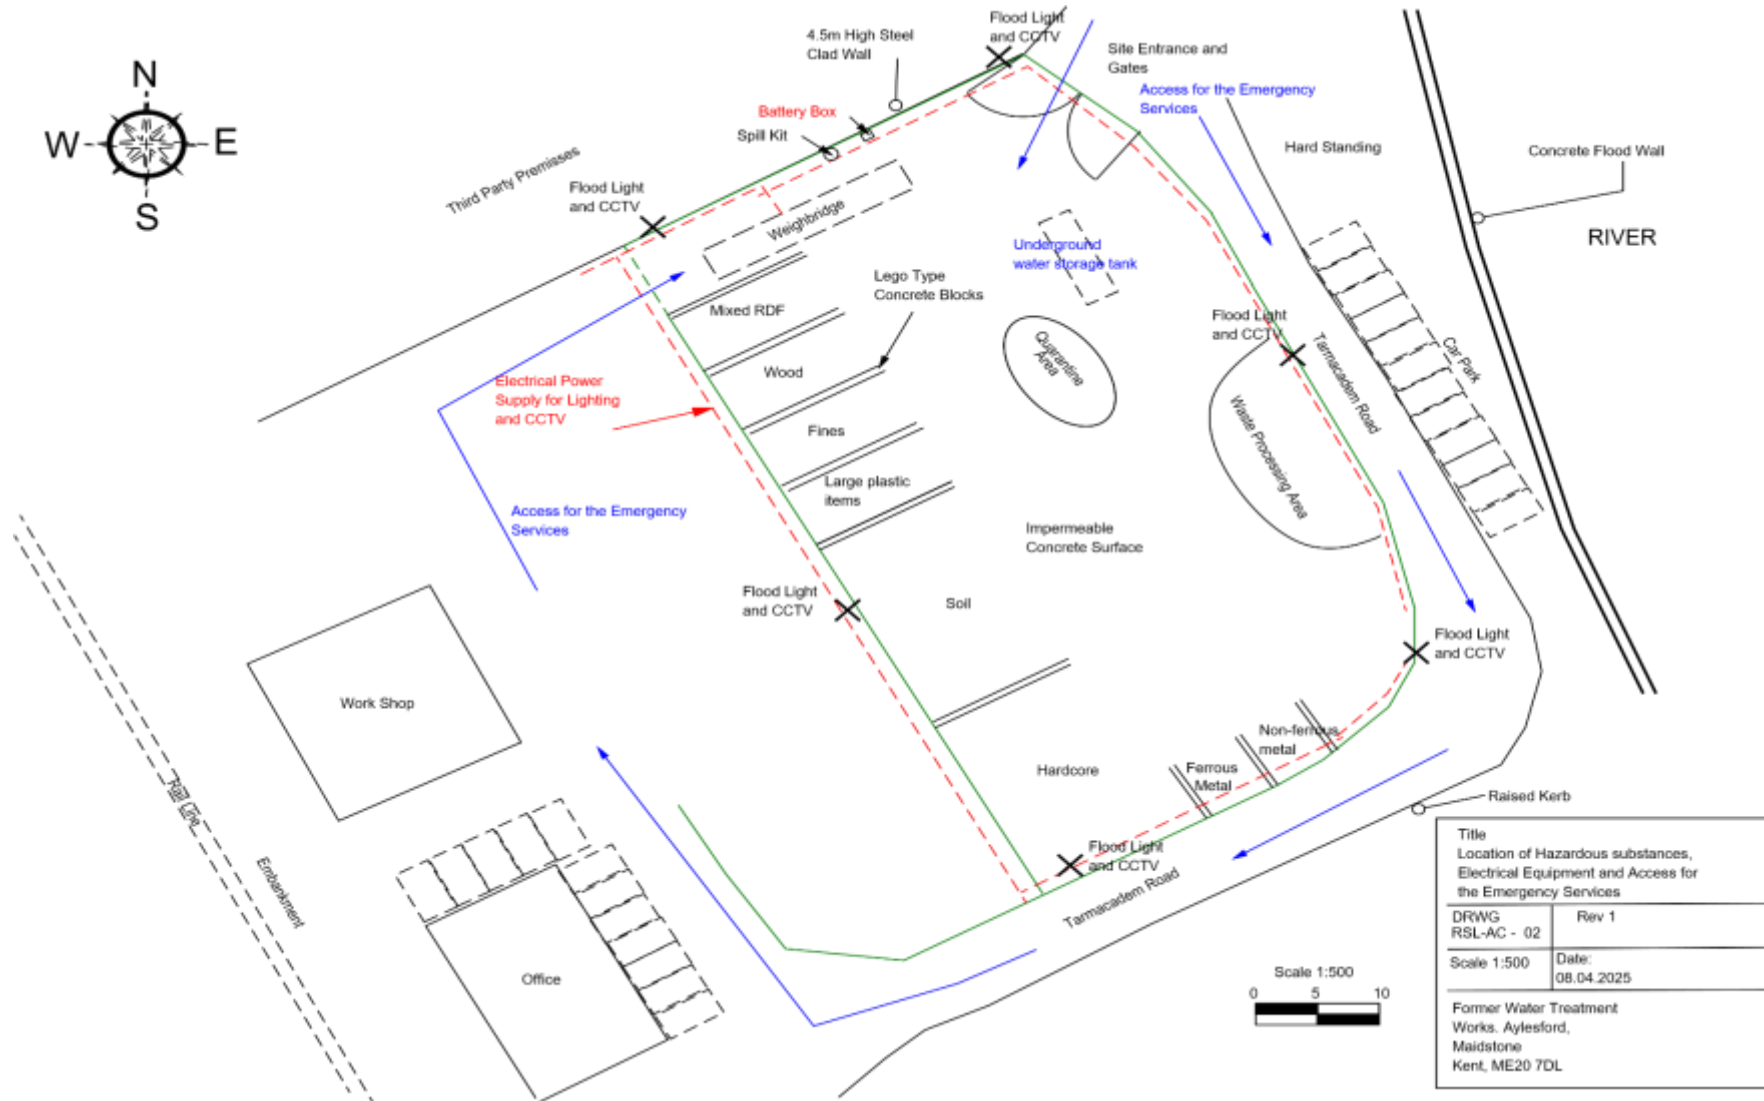 N
W
E
S
4.5m High Steel
Clad Wall
Flood Light
and CCTV
Site Entrance and
Gates
Access for the Emergency
Services
Battery Box
Spill Kit
Third Party Premisses
Flood Light
and CCTV
Weighbridge
Hard Standing
Concrete Flood Wall
RIVER
Underground
water storage tank
Lego Type
Concrete Blocks
Mixed RDF
Quarantine
Area
Flood Light
and CCTV
Tarmacadem Road
Car Park
Wood
Electrical Power
Supply for Lighting
and CCTV
Fines
Waste Processing Area
Large plastic
items
Access for the Emergency
Services
Impermeable
Concrete Surface
Flood Light
and CCTV
Soil
Flood Light
and CCTV
Work Shop
Non-ferrous
metal
Hardcore
Ferrous
Metal
Rail Line
Raised Kerb
Embankment
Flood Light
and CCTV
Tarmacadem Road
Office
Scale 1:500
0 5 10
Title
Location of Hazardous substances,
Electrical Equipment and Access for
the Emergency Services
DRWG
RSL-AC - 02
Rev 1
Scale 1:500
Date:
08.04.2025
Former Water Treatment
Works. Aylesford,
Maidstone
Kent, ME20 7DL